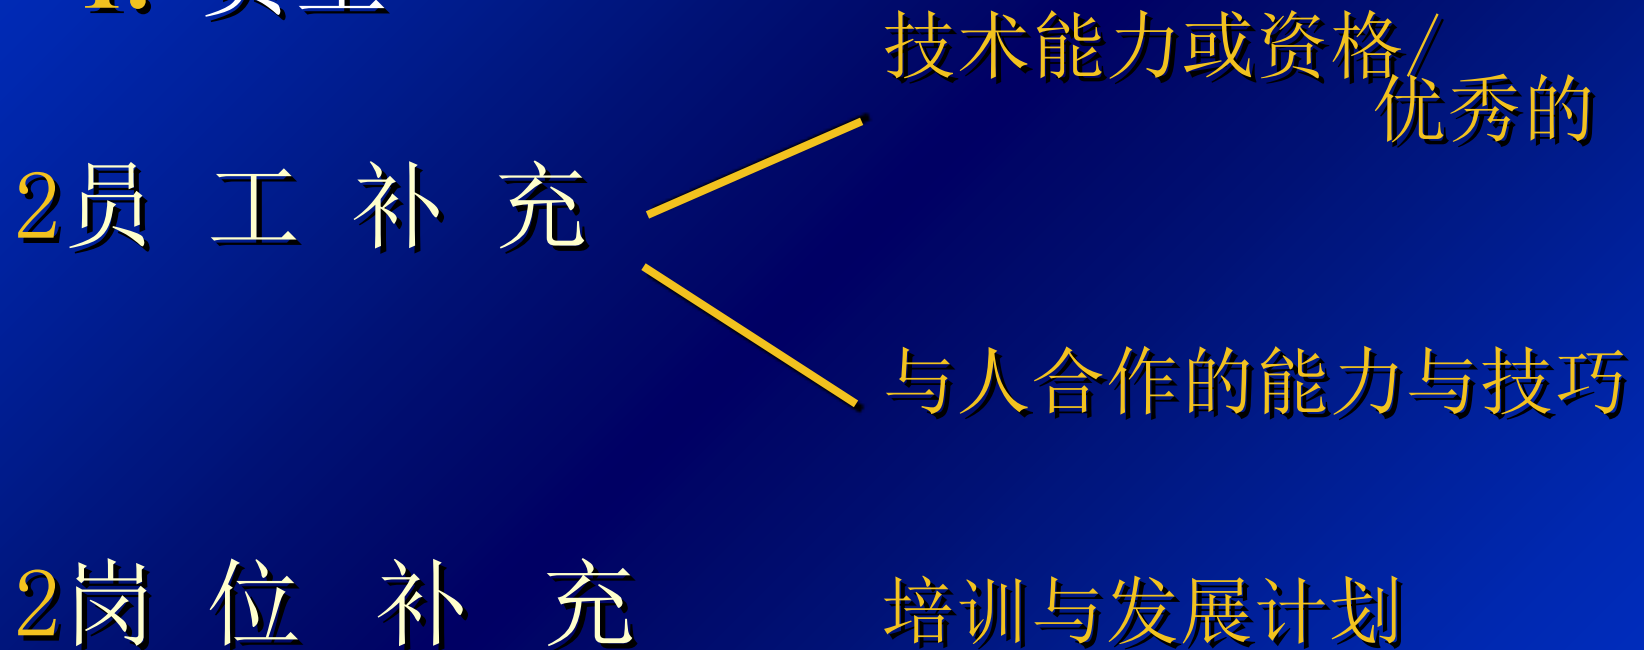 技术能力或资格/
优秀的
2员工补充
与人合作的能力与技巧
2岗位补充
培训与发展计划